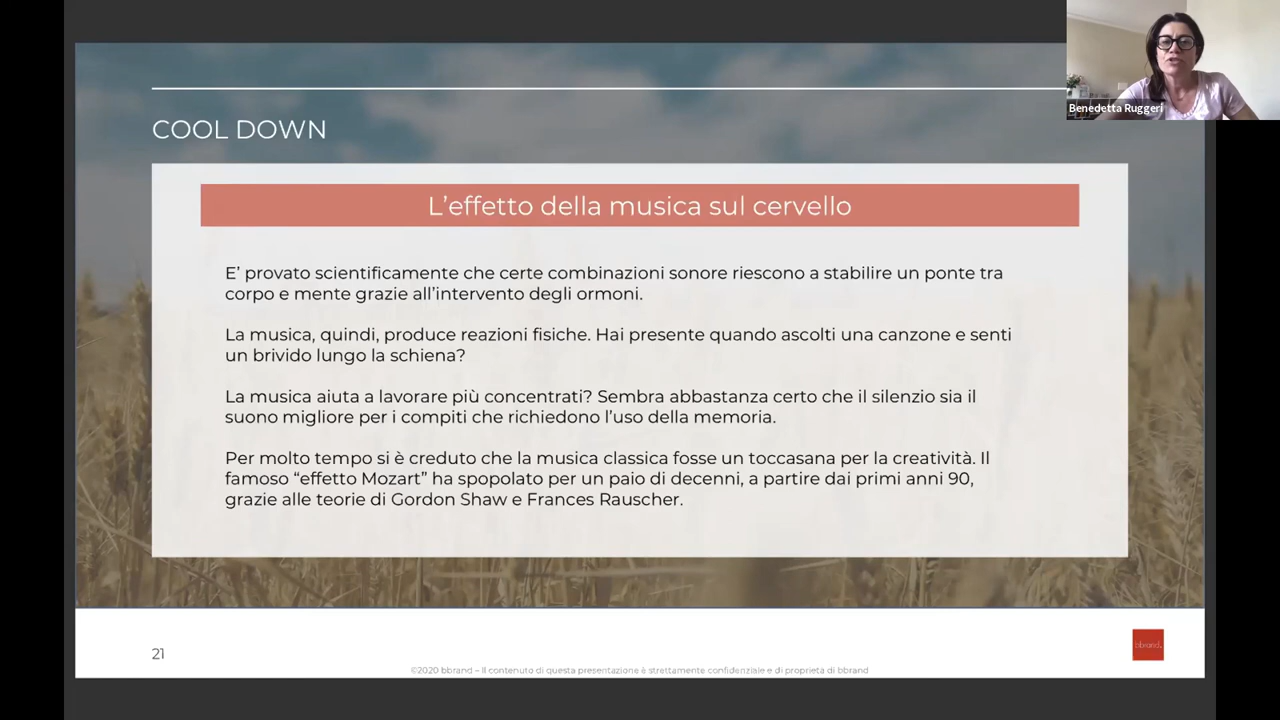 Benedetta Ruggeri
COOL DOWN
L’effetto della musica sul cervello
E’ provato scientificamente che certe combinazioni sonore riescono a stabilire un ponte tra
corpo e mente grazie all’intervento degli ormoni.
La musica, quindi, produce reazioni fisiche. Hai presente quando ascolti una canzone e senti
un brivido lungo la schiena?
La musica aiuta a lavorare più concentrati? Sembra abbastanza certo che il silenzio sia il
suono migliore per i compiti che richiedono l’uso della memoria.
Per molto tempo si è creduto che la musica classica fosse un toccasana per la creatività. Il
famoso “effetto Mozart” ha spopolato per un paio di decenni, a partire dai primi anni 90,
grazie alle teorie di Gordon Shaw e Frances Rauscher.
21
bbrand.
©2020 bbrand – Il contenuto di questa presentazione è strettamente confidenziale e di proprietà di bbrand